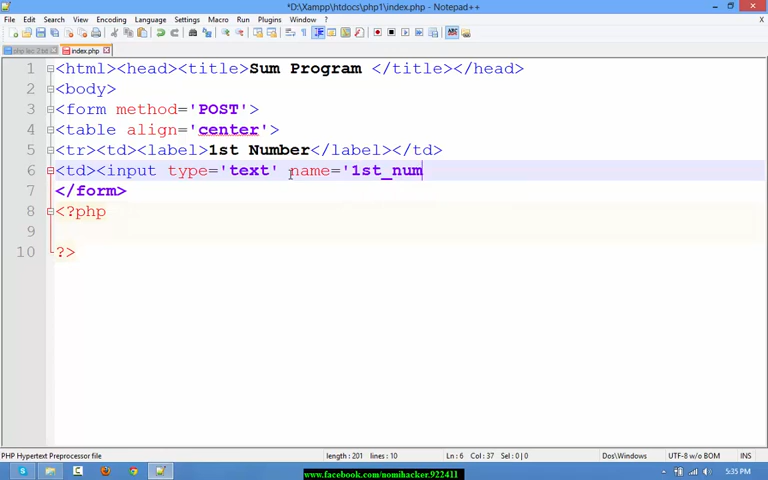 *D:\Xampp\htdocs\php1\index.php - Notepad++
File Edit Search View Encoding Language Settings Macro Run Plugins Window ?
index.php
1 <html><head><title>Sum Program </title></head>
2 <body>
3 <form method='POST'>
4 <table align='center'>
5 <tr><td><label>1st Number</label></td>
6 <td><input type='text' name='1st_num
7 </form>
8 <?php
9
10 ?>
PHP Hypertext Preprocessor file length : 201 lines : 10 Ln : 6 Col : 37 Sel : 0 | 0 Dos\Windows UTF-8 w/o BOM INS
www.facebook.com/nomihacker.922411
5:35 PM